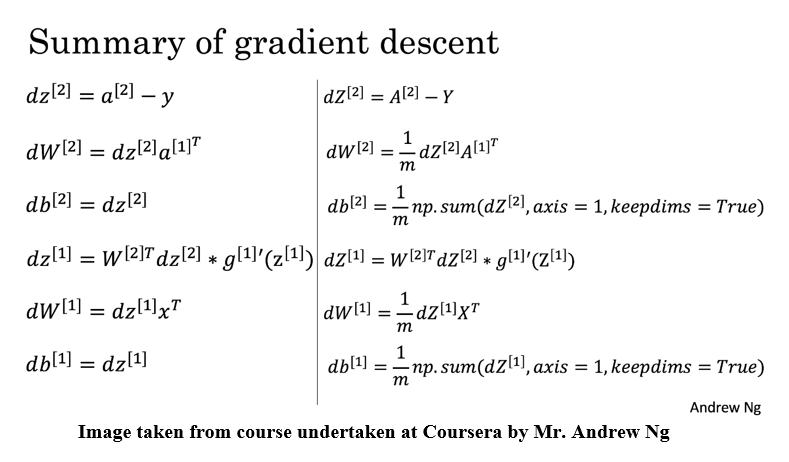 Summary of gradient descent
dz^[2] = a^[2] − y
dW^[2] = dz^[2]a^[1]^T
db^[2] = dz^[2]
dz^[1] = W^[2]T dz^[2] * g^[1]′(z^[1])
dW^[1] = dz^[1]x^T
db^[1] = dz^[1]
dZ^[2] = A^[2] − Y
dW^[2] = 1/m dZ^[2]A^[1]^T
db^[2] = 1/m np.sum(dZ^[2], axis = 1, keepdims = True)
dZ^[1] = W^[2]T dZ^[2] * g^[1]′(Z^[1])
dW^[1] = 1/m dZ^[1]X^T
db^[1] = 1/m np.sum(dZ^[1], axis = 1, keepdims = True)
Andrew Ng
Image taken from course undertaken at Coursera by Mr. Andrew Ng